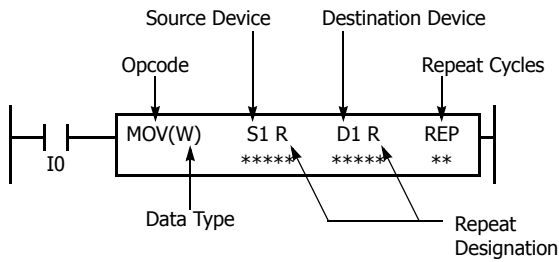 Source Device
Destination Device
Opcode
Repeat Cycles
MOV(W) S1 R D1 R REP
***** ***** **
I0
Data Type
Repeat
Designation